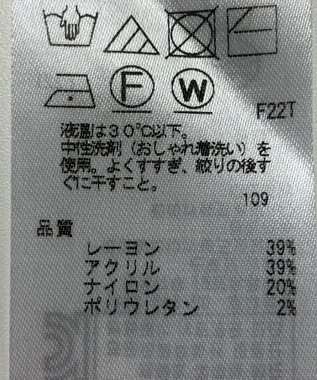 F
W
F22T
液温は30℃以下。
中性洗剤（おしゃれ着洗い）を
使用。よくすすぎ、絞りの後す
ぐに干すこと。
109
品質
レーヨン 39%
アクリル 39%
ナイロン 20%
ポリウレタン 2%